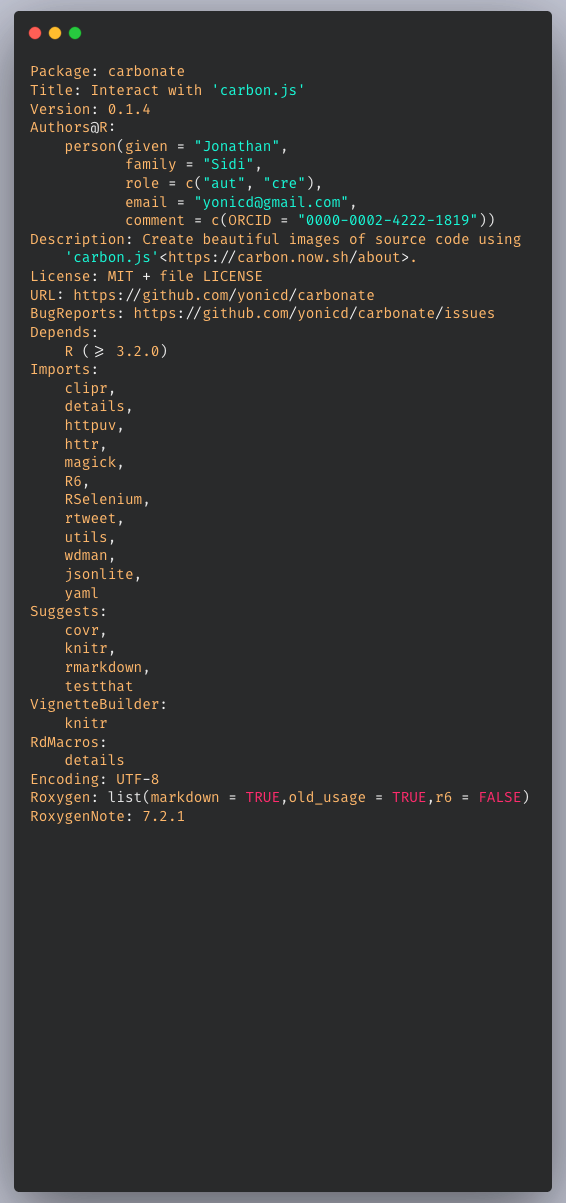 Package: carbonate
Title: Interact with 'carbon.js'
Version: 0.1.4
Authors@R:
    person(given = "Jonathan",
           family = "Sidi",
           role = c("aut", "cre"),
           email = "yonicd@gmail.com",
           comment = c(ORCID = "0000-0002-4222-1819"))
Description: Create beautiful images of source code using
    'carbon.js'<https://carbon.now.sh/about>.
License: MIT + file LICENSE
URL: https://github.com/yonicd/carbonate
BugReports: https://github.com/yonicd/carbonate/issues
Depends:
    R (>= 3.2.0)
Imports:
    clipr,
    details,
    httpuv,
    httr,
    magick,
    R6,
    RSelenium,
    rtweet,
    utils,
    wdman,
    jsonlite,
    yaml
Suggests:
    covr,
    knitr,
    rmarkdown,
    testthat
VignetteBuilder:
    knitr
RdMacros:
    details
Encoding: UTF-8
Roxygen: list(markdown = TRUE,old_usage = TRUE,r6 = FALSE)
RoxygenNote: 7.2.1